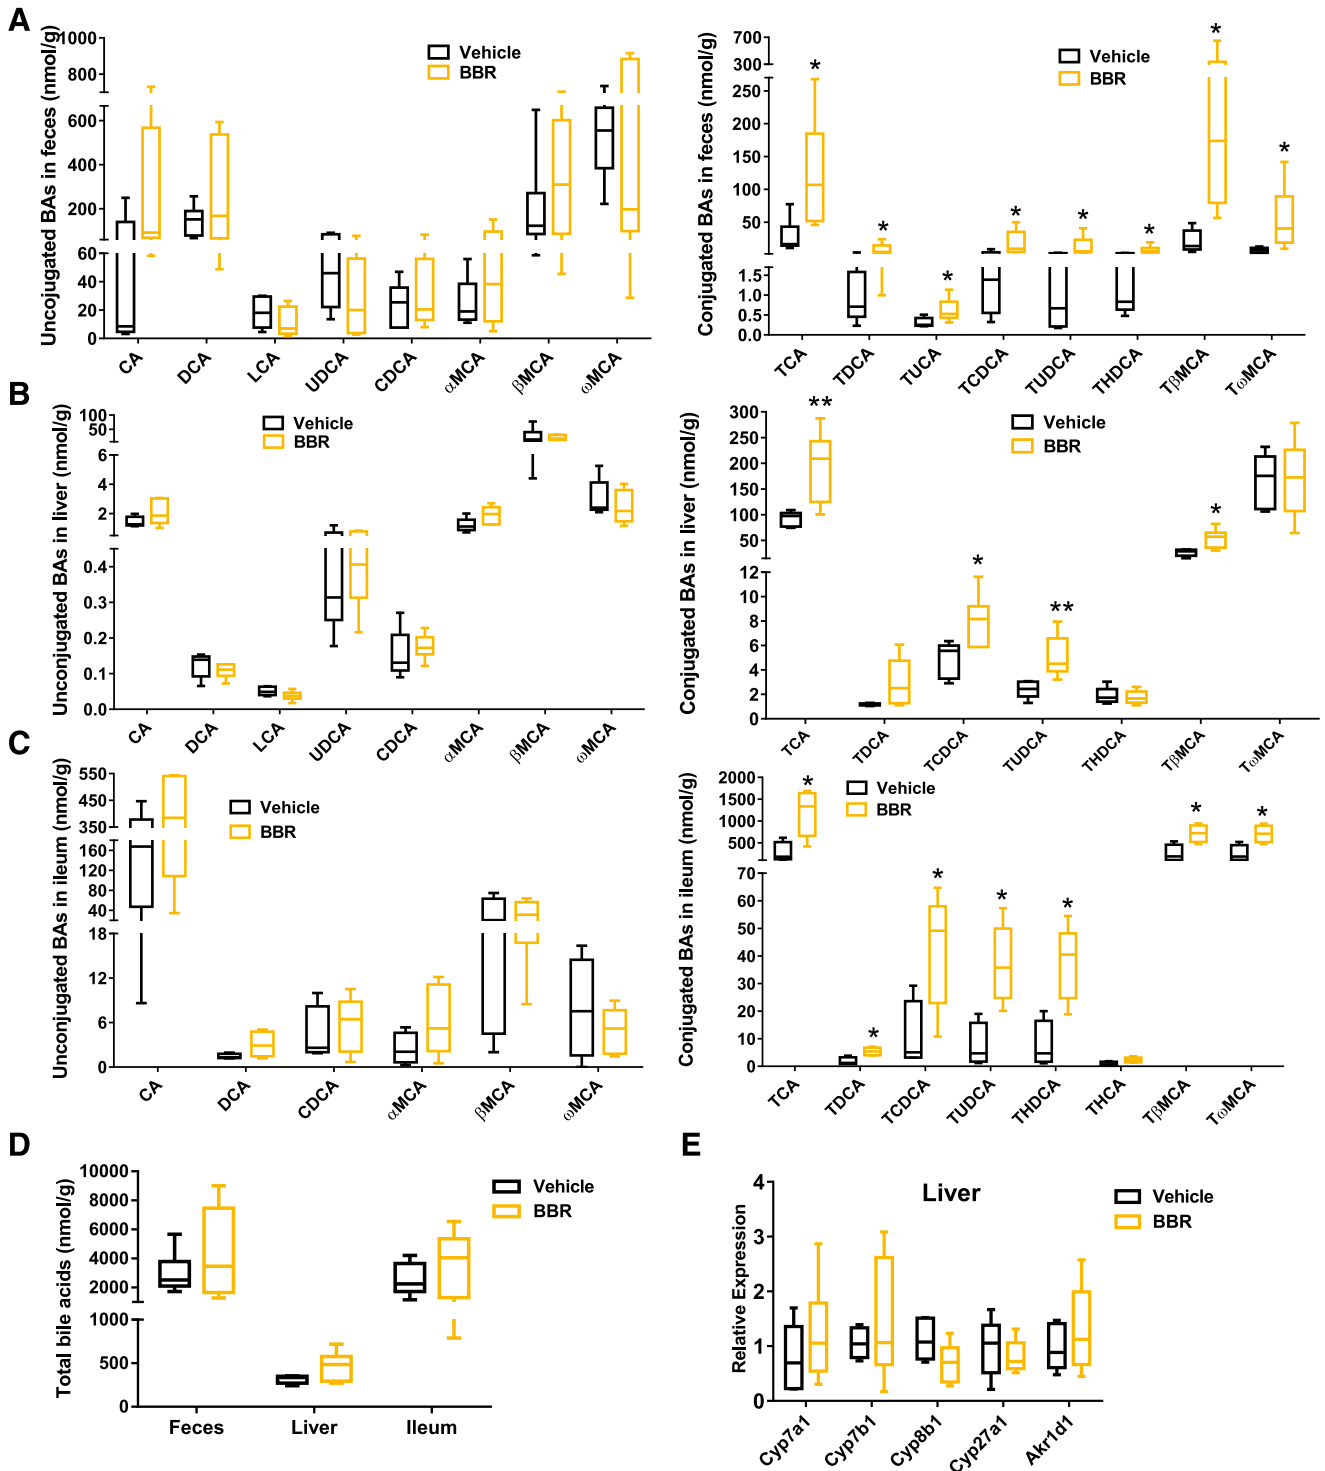 A
Uncojugated BAs in feces (nmol/g)
1000
800
600
400
200
60
40
20
0
Vehicle
BBR
CA
DCA
LCA
UDCA
CDCA
αMCA
βMCA
ωMCA
Conjugated BAs in feces (nmol/g)
700
300
250
200
150
100
50
1.5
1.0
0.5
0.0
Vehicle
BBR
*
*
*
*
*
*
*
*
TCA
TDCA
TUCA
TCDCA
TUDCA
THDCA
TβMCA
TωMCA
B
Unconjugated BAs in liver (nmol/g)
100
50
6
4
2
0.4
0.3
0.2
0.1
0.0
Vehicle
BBR
CA
DCA
LCA
UDCA
CDCA
αMCA
βMCA
ωMCA
Conjugated BAs in liver (nmol/g)
300
250
200
150
100
50
12
10
8
6
4
2
0
Vehicle
BBR
**
*
**
*
TCA
TDCA
TCDCA
TUDCA
THDCA
TβMCA
TωMCA
C
Unconjugated BAs in ileum (nmol/g)
550
450
350
160
120
80
40
18
12
6
0
Vehicle
BBR
CA
DCA
CDCA
αMCA
βMCA
ωMCA
Conjugated BAs in ileum (nmol/g)
2000
1500
1000
500
70
60
50
40
30
20
10
0
Vehicle
BBR
*
*
*
*
*
*
*
TCA
TDCA
TCDCA
TUDCA
THDCA
THCA
TβMCA
TωMCA
D
Total bile acids (nmol/g)
10000
8000
6000
4000
2000
1000
500
0
Vehicle
BBR
Feces
Liver
Ileum
E
Liver
Relative Expression
4
3
2
1
0
Vehicle
BBR
Cyp7a1
Cyp7b1
Cyp8b1
Cyp27a1
Akr1d1